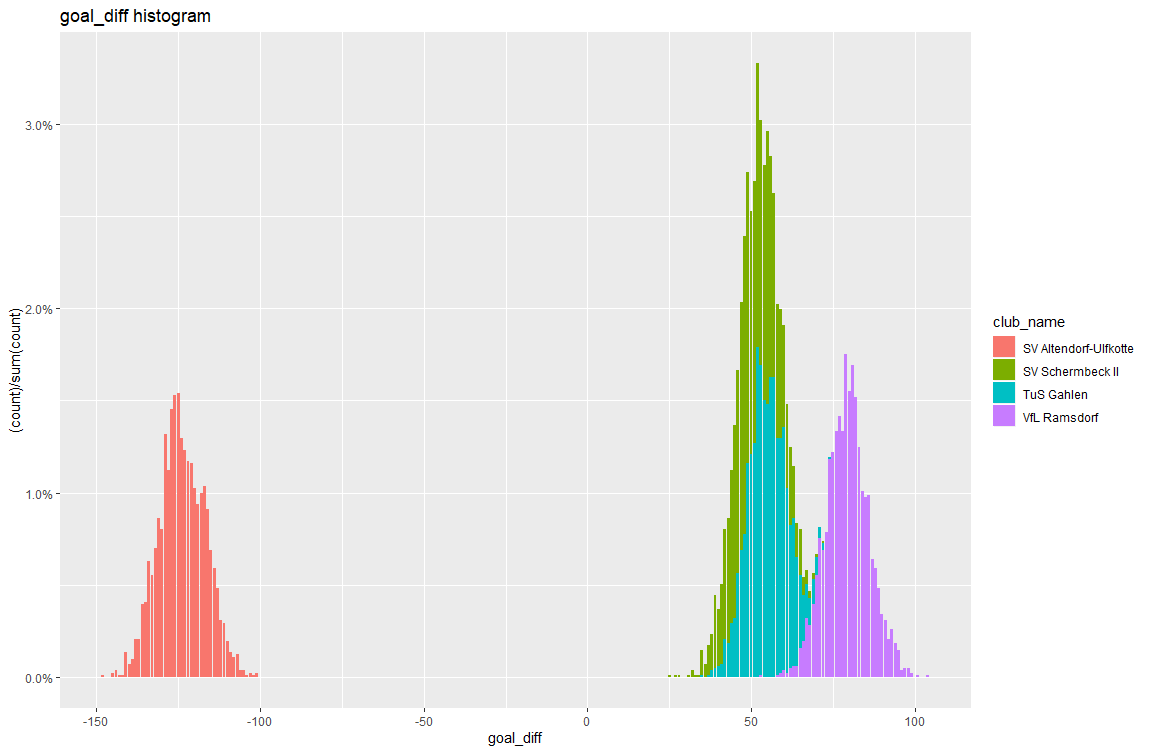 goal_diff histogram
3.0%
2.0%
1.0%
0.0%
(count)/sum(count)
-150
-100
-50
0
50
100
goal_diff
club_name
SV Altendorf-Ulfkotte
SV Schermbeck II
TuS Gahlen
VfL Ramsdorf